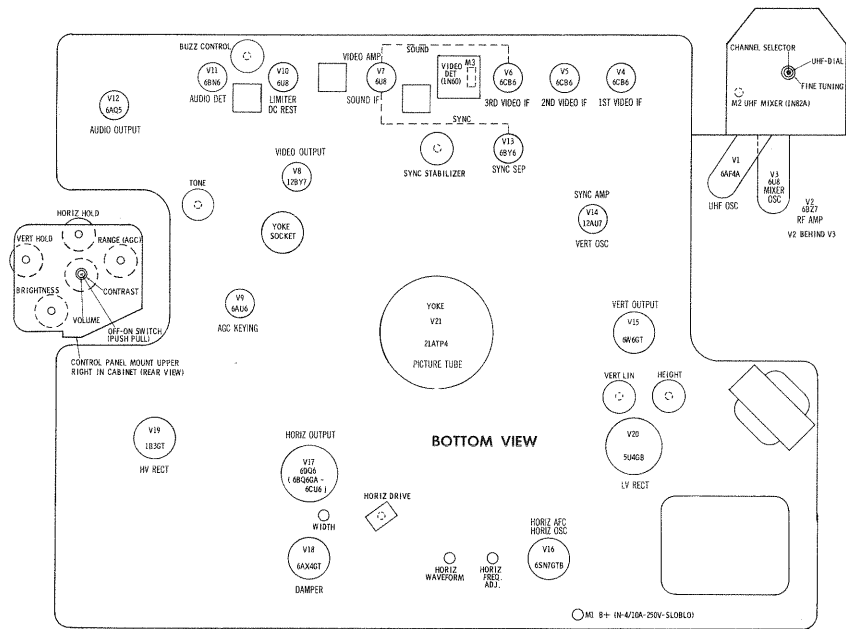 BUZZ CONTROL
VIDEO AMP
SOUND
CHANNEL SELECTOR
UHF-DIAL
FINE TUNING
M2 UHF MIXER (IN82A)
V12
6AQ5
AUDIO OUTPUT
V11
6BN6
AUDIO DET
V10
6U8
LIMITER
DC REST
V7
6U8
SOUND IF
VIDEO
DET
(1N60)
M3
V6
6CB6
3RD VIDEO IF
V5
6CB6
2ND VIDEO IF
V4
6CB6
1ST VIDEO IF
SYNC
SYNC STABILIZER
V13
6BY6
SYNC SEP
V1
6AF4A
UHF OSC
V3
6U8
MIXER
OSC
V2
6BZ7
RF AMP
V2 BEHIND V3
VIDEO OUTPUT
V8
12BY7
TONE
YOKE
SOCKET
SYNC AMP
V14
12AU7
VERT OSC
HORIZ HOLD
VERT HOLD
RANGE (AGC)
BRIGHTNESS
CONTRAST
VOLUME
OFF-ON SWITCH
(PUSH PULL)
CONTROL PANEL MOUNT UPPER
RIGHT IN CABINET (REAR VIEW)
V9
6AU6
AGC KEYING
YOKE
V21
21ATP4
PICTURE TUBE
VERT OUTPUT
V15
6W6GT
VERT LIN
HEIGHT
V19
1B3GT
HV RECT
HORIZ OUTPUT
V17
6DQ6
( 6BQ6GA -
6CU6 )
BOTTOM VIEW
V20
5U4GB
LV RECT
WIDTH
HORIZ DRIVE
V18
6AX4GT
DAMPER
HORIZ
WAVEFORM
HORIZ
FREQ.
ADJ.
HORIZ AFC
HORIZ OSC
V16
6SN7GTB
M1 B+ (N-4/10A-250V-SLOBLO)